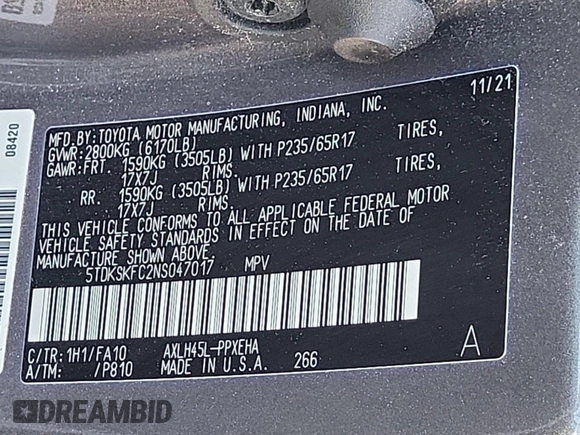 08420
11/21
MFD.BY:TOYOTA MOTOR MANUFACTURING, INDIANA, INC.
GVWR:2800KG (6170LB)
GAWR:FRT. 1590KG (3505LB) WITH P235/65R17 TIRES,
17X7J RIMS.
RR. 1590KG (3505LB) WITH P235/65R17 TIRES,
17X7J RIMS.
THIS VEHICLE CONFORMS TO ALL APPLICABLE FEDERAL MOTOR
VEHICLE SAFETY STANDARDS IN EFFECT ON THE DATE OF
MANUFACTURE SHOWN ABOVE.
5TDKSKFC2NS047017 MPV
C/TR: 1H1/FA10 AXLH45L-PPXEHA
A/TM: /P810 MADE IN U.S.A. 266
A
DREAMBID